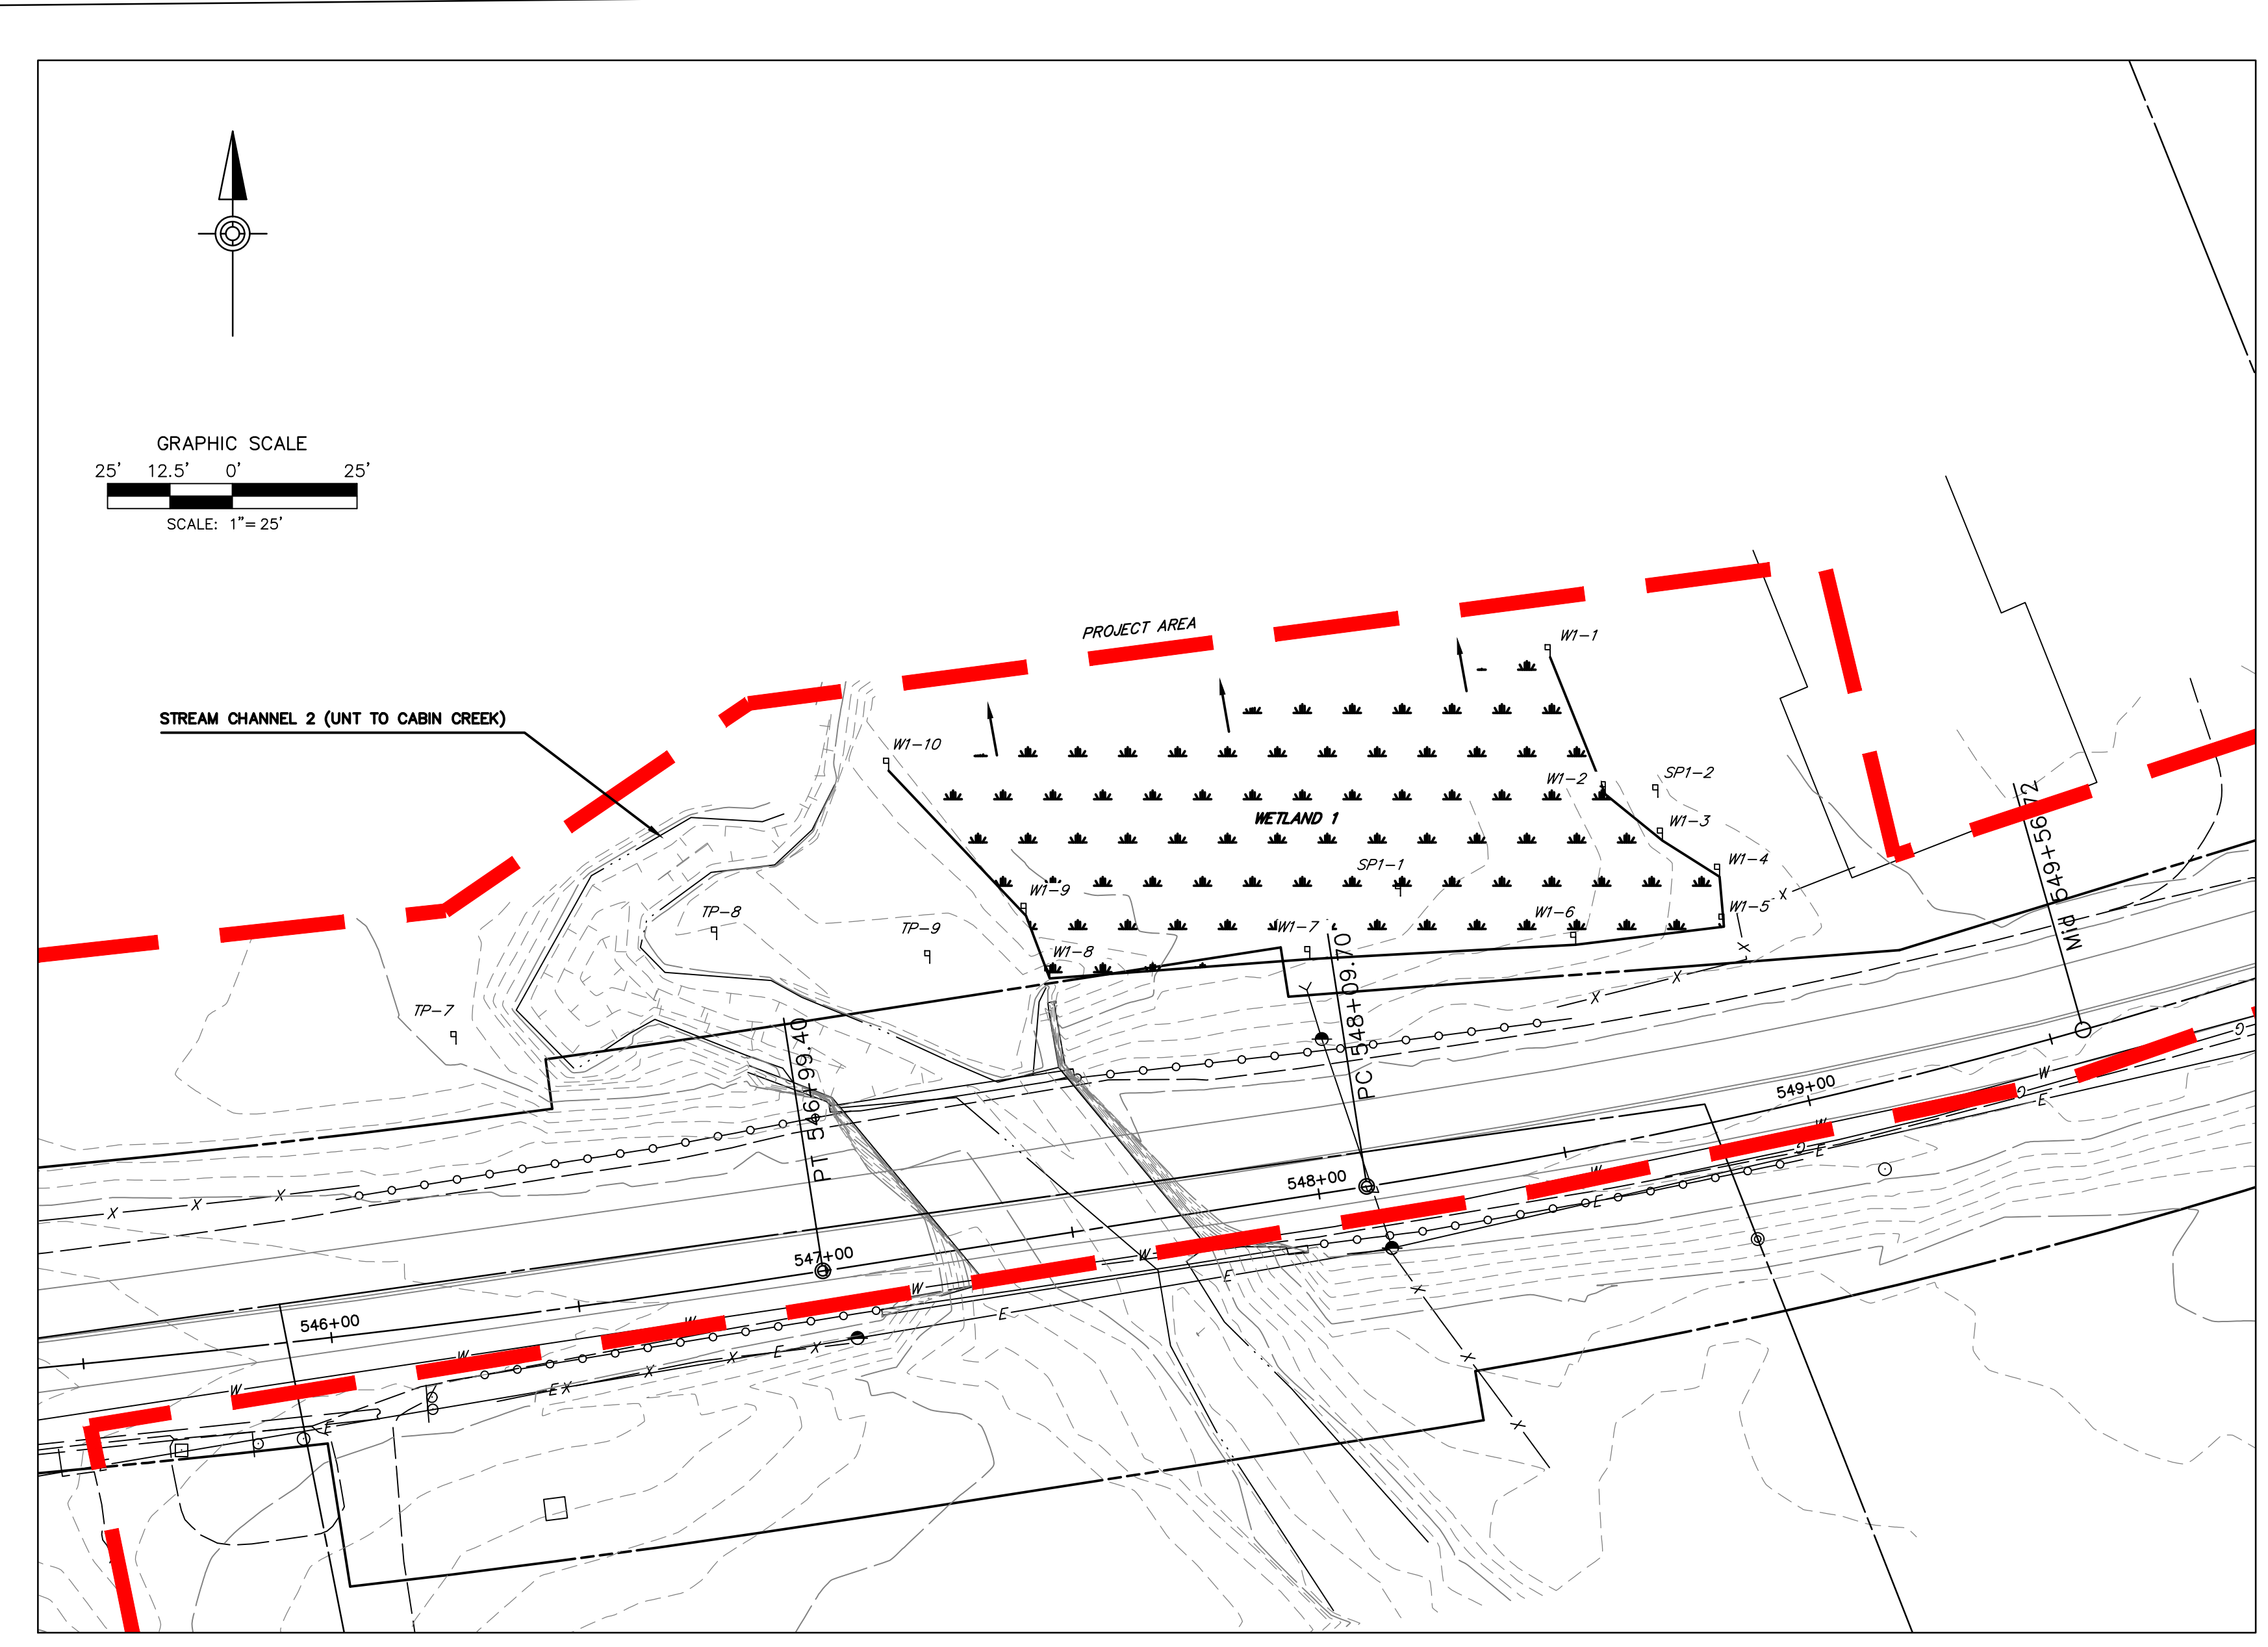 GRAPHIC SCALE
25' 12.5' 0' 25'
SCALE: 1"=25'
PROJECT AREA
W1-1
STREAM CHANNEL 2 (UNT TO CABIN CREEK)
W1-10
W1-2
SP1-2
WETLAND 1
W1-3
SP1-1
W1-4
W1-9
W1-5
TP-8
W1-6
TP-9
W1-7
W1-8
TP-7
X
X
X
X
Y
Mid 549+56.72
PC 548+09.70
PT 546+99.40
549+00
548+00
547+00
546+00
X X X
G
W
G
E
W
G
E
W
E
W
E
W
E
W
X
X
W
E X X E X
W
E
X
X